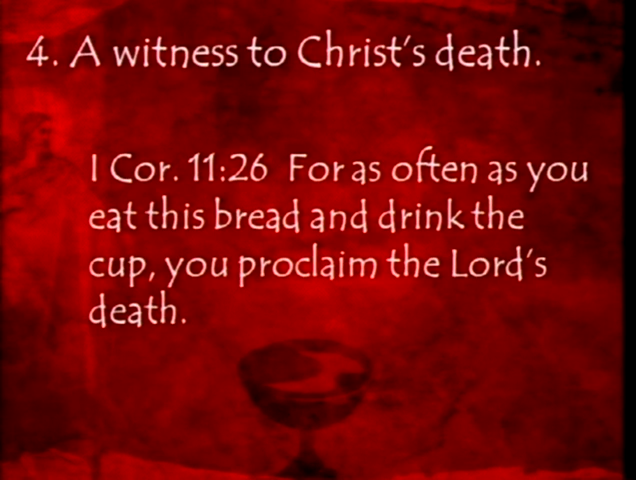 4. A witness to Christ's death.
I Cor. 11:26 For as often as you
eat this bread and drink the
cup, you proclaim the Lord's
death.